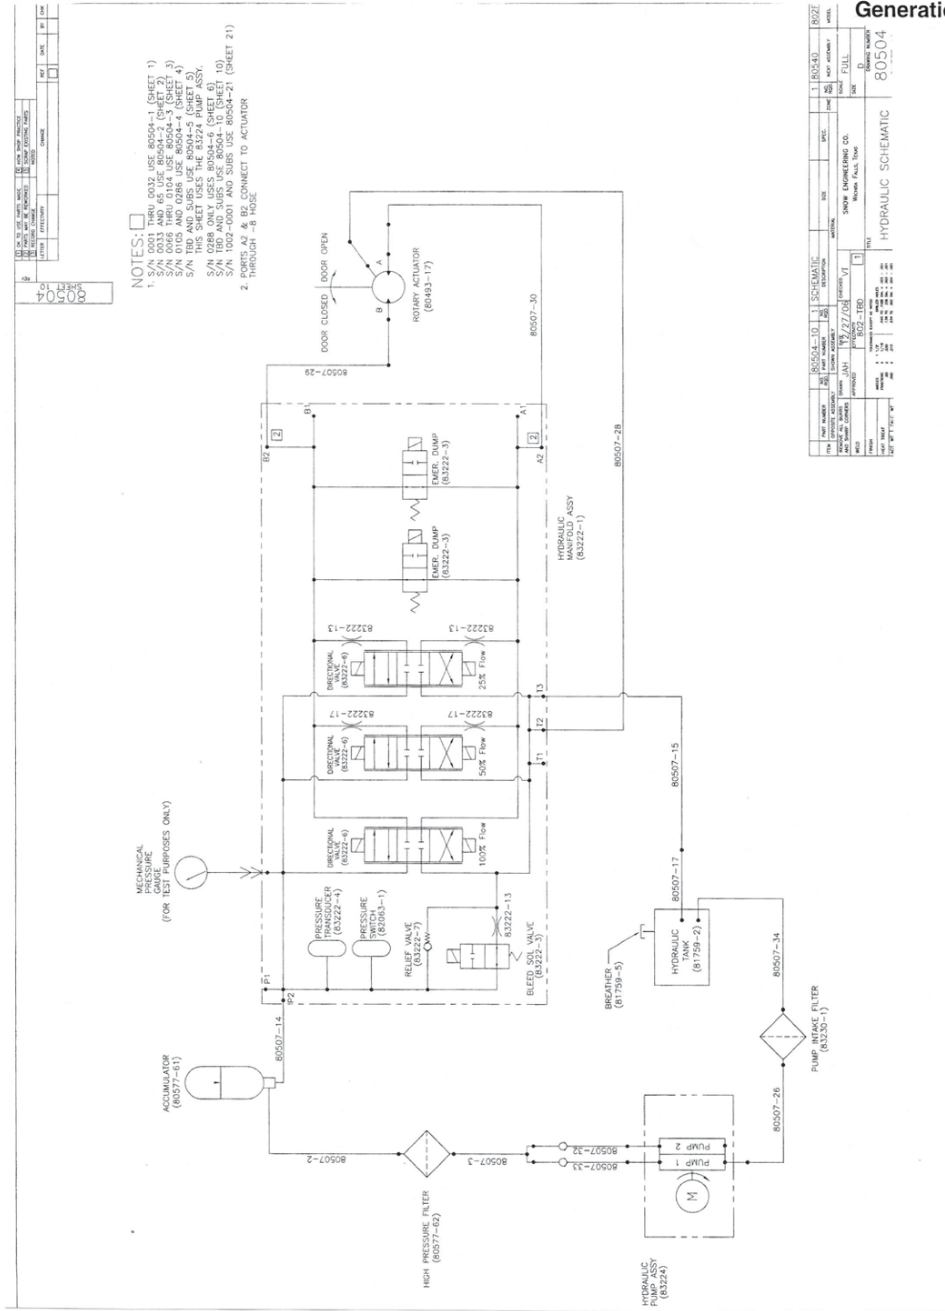 Generatio
80504
SHEET 10
NOTES:
1. S/N 0001 THRU 0032 USE 80504-1 (SHEET 1)
S/N 0033 AND 65 USE 80504-2 (SHEET 2)
S/N 0066 THRU 0104 USE 80504-3 (SHEET 3)
S/N 0105 AND 0286 USE 80504-4 (SHEET 4)
S/N TBD AND SUBS USE 80504-5 (SHEET 5)
THIS SHEET USES THE 83224 PUMP ASSY.
S/N 0288 ONLY USES 80504-6 (SHEET 6)
S/N TBD AND SUBS USE 80504-10 (SHEET 10)
S/N 1002-0001 AND SUBS USE 80504-21 (SHEET 21)
2. PORTS A2 & B2 CONNECT TO ACTUATOR
THROUGH -8 HOSE
ACCUMULATOR
(80577-61)
80507-14
80507-2
HIGH PRESSURE FILTER
(80577-62)
80507-3
80507-33
80507-32
PUMP 1
PUMP 2
M
HYDRAULIC
PUMP ASSY
(83224)
80507-26
PUMP INTAKE FILTER
(83230-1)
80507-34
BREATHER
(81759-5)
HYDRAULIC
TANK
(81759-2)
80507-17
80507-15
MECHANICAL
PRESSURE
GAUGE
(FOR TEST PURPOSES ONLY)
P1
P2
PRESSURE
TRANSDUCER
(83222-4)
PRESSURE
SWITCH
(82063-1)
RELIEF VALVE
(83222-7)
83222-13
BLEED SOL VALVE
(83222-3)
DIRECTIONAL
VALVE
(83222-6)
100% Flow
DIRECTIONAL
VALVE
(83222-6)
50% Flow
83222-17
83222-17
DIRECTIONAL
VALVE
(83222-6)
25% Flow
83222-13
83222-13
T1
T2
T3
EMER. DUMP
(83222-3)
EMER. DUMP
(83222-3)
HYDRAULIC
MANIFOLD ASSY
(83222-1)
B2
2
B1
A1
A2
2
80507-29
80507-30
80507-28
DOOR CLOSED
DOOR OPEN
B
A
ROTARY ACTUATOR
(80493-17)
80504-10
1
SCHEMATIC
1
80540
802F
JAH
12/27/06
VT
802-TBD
1
SNOW ENGINEERING CO.
FULL
D
TITLE
HYDRAULIC SCHEMATIC
DRAWING NUMBER
80504